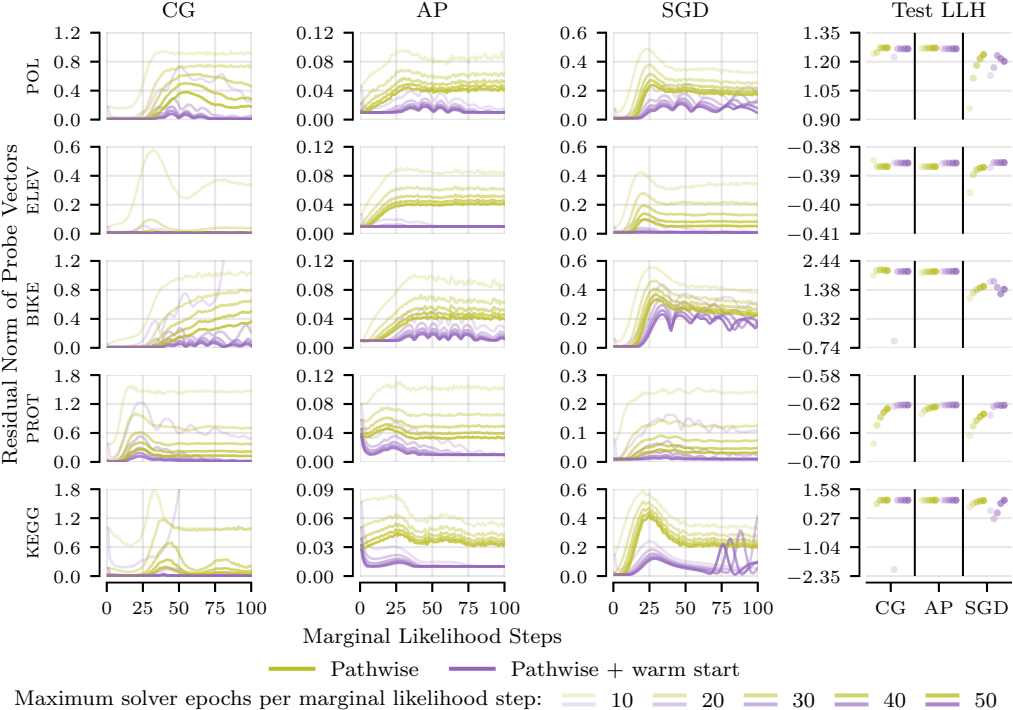 CG AP SGD Test LLH
Residual Norm of Probe Vectors
POL
1.2 0.12 0.6 1.35
0.8 0.08 0.4 1.20
0.4 0.04 0.2 1.05
0.0 0.00 0.0 0.90
ELEV
0.6 0.12 0.6 −0.38
0.4 0.08 0.4 −0.39
0.2 0.04 0.2 −0.40
0.0 0.00 0.0 −0.41
BIKE
1.2 0.12 0.6 2.44
0.8 0.08 0.4 1.38
0.4 0.04 0.2 0.32
0.0 0.00 0.0 −0.74
PROT
1.8 0.12 0.3 −0.58
1.2 0.08 0.2 −0.62
0.6 0.04 0.1 −0.66
0.0 0.00 0.0 −0.70
KEGG
1.8 0.09 0.6 1.58
1.2 0.06 0.4 0.27
0.6 0.03 0.2 −1.04
0.0 0.00 0.0 −2.35
0 25 50 75 100 0 25 50 75 100 0 25 50 75 100 CG AP SGD
Marginal Likelihood Steps
Pathwise Pathwise + warm start
Maximum solver epochs per marginal likelihood step: 10 20 30 40 50